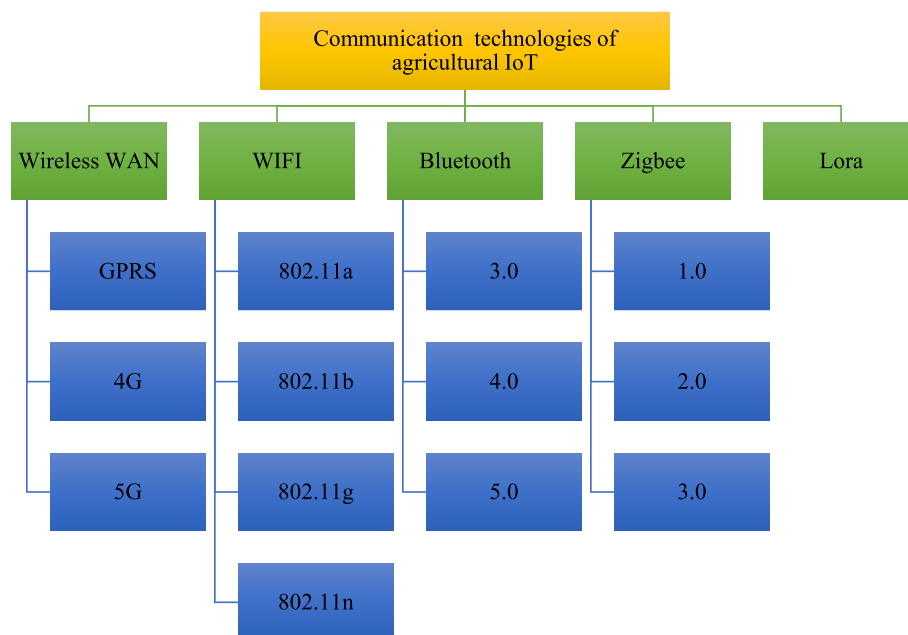 Communication technologies of
agricultural IoT
Wireless WAN
WIFI
Bluetooth
Zigbee
Lora
GPRS
802.11a
3.0
1.0
4G
802.11b
4.0
2.0
5G
802.11g
5.0
3.0
802.11n